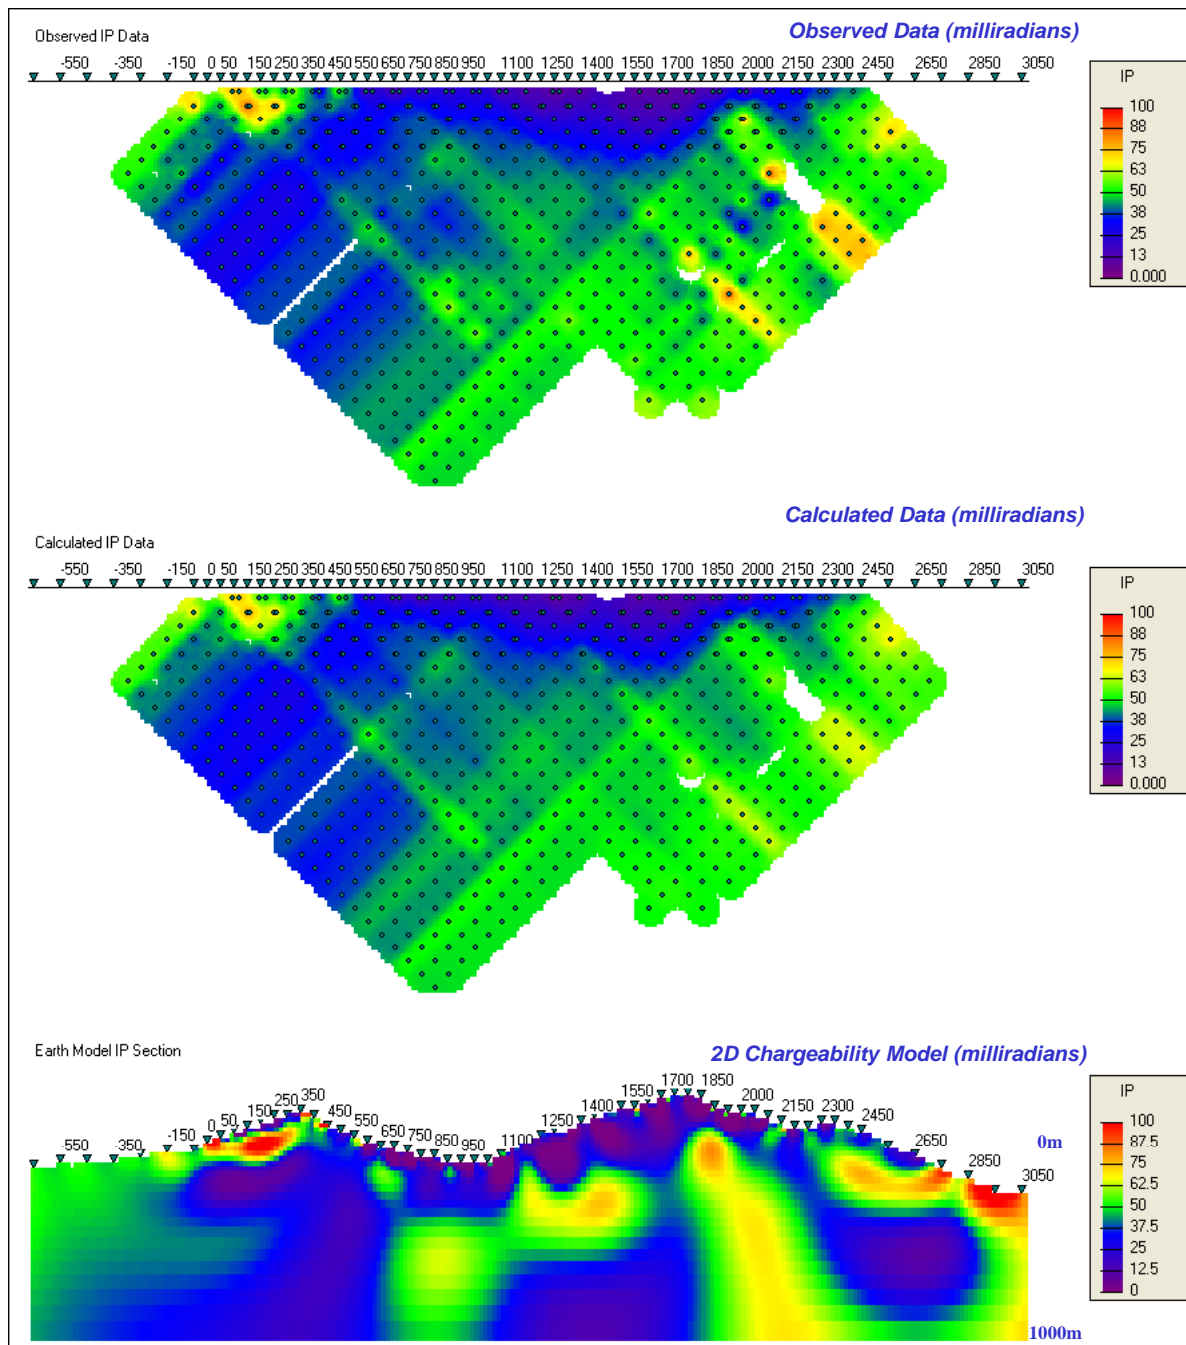 Observed Data (milliradians)
Observed IP Data
-550 -350 -150 0 50 150 250 350 450 550 650 750 850 950 1100 1250 1400 1550 1700 1850 2000 2150 2300 2450 2650 2850 3050
IP
100
88
75
63
50
38
25
13
0.000
Calculated Data (milliradians)
Calculated IP Data
-550 -350 -150 0 50 150 250 350 450 550 650 750 850 950 1100 1250 1400 1550 1700 1850 2000 2150 2300 2450 2650 2850 3050
IP
100
88
75
63
50
38
25
13
0.000
Earth Model IP Section
2D Chargeability Model (milliradians)
-550 -350 -150 0 50 150 250 350 450 550 650 750 850 950 1100 1250 1400 1550 1700 1850 2000 2150 2300 2450 2650 2850 3050
0m
1000m
IP
100
87.5
75
62.5
50
37.5
25
12.5
0